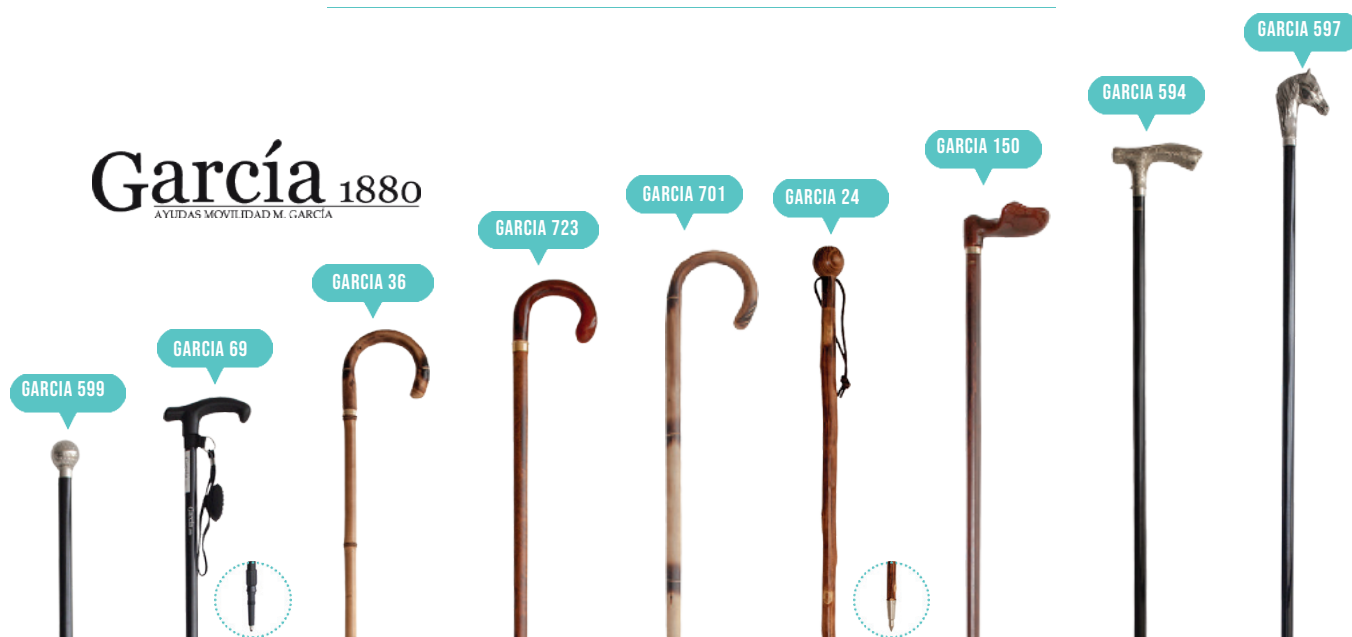 GARCIA 597
GARCIA 594
García 1880
AYUDAS MOVILIDAD M. GARCÍA
GARCIA 150
GARCIA 701
GARCIA 24
GARCIA 723
GARCIA 36
GARCIA 69
GARCIA 599